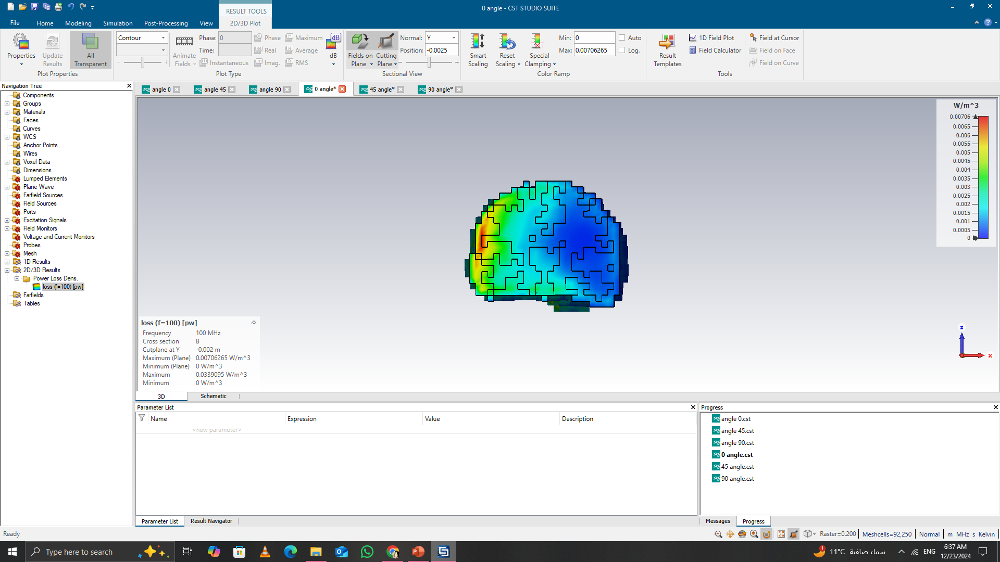 0 angle - CST STUDIO SUITE
RESULT TOOLS
File Home Modeling Simulation Post-Processing View 2D/3D Plot
Properties
Update Results
All Transparent
Plot Properties
Contour
Animate Fields
Phase: 0
Time:
Phase Maximum
Real Average
Instantaneous Imag. RMS
dB
dB
Plot Type
Fields on Plane
Cutting Plane
Normal: Y
Position: -0.0025
Sectional View
Smart Scaling
Reset Scaling
Special Clamping
Min: 0
Max: 0.00706265
Auto
Log.
Color Ramp
Result Templates
1D Field Plot
Field Calculator
Field at Cursor
Field on Face
Field on Curve
Tools
Navigation Tree
Components
Groups
Materials
Faces
Curves
WCS
Anchor Points
Wires
Voxel Data
Dimensions
Lumped Elements
Plane Wave
Farfield Sources
Field Sources
Ports
Excitation Signals
Field Monitors
Voltage and Current Monitors
Probes
Mesh
1D Results
2D/3D Results
Power Loss Dens.
loss (f=100) [pw]
Farfields
Tables
angle 0 angle 45 angle 90 0 angle* 45 angle* 90 angle*
W/m^3
0.00706
0.0065
0.006
0.0055
0.005
0.0045
0.004
0.0035
0.003
0.0025
0.002
0.0015
0.001
0.0005
0
loss (f=100) [pw]
Frequency 100 MHz
Cross section B
Cutplane at Y -0.002 m
Maximum (Plane) 0.00706265 W/m^3
Minimum (Plane) 0 W/m^3
Maximum 0.0339095 W/m^3
Minimum 0 W/m^3
z
x
3D Schematic
Parameter List
Name Expression Value Description
<new parameter>
Parameter List Result Navigator
Progress
angle 0.cst
angle 45.cst
angle 90.cst
0 angle.cst
45 angle.cst
90 angle.cst
Messages Progress
Ready
Raster=0.200 Meshcells=92,250 Normal m MHz s Kelvin
Type here to search
1
11°C سماء صافية
ENG
6:37 AM
12/23/2024